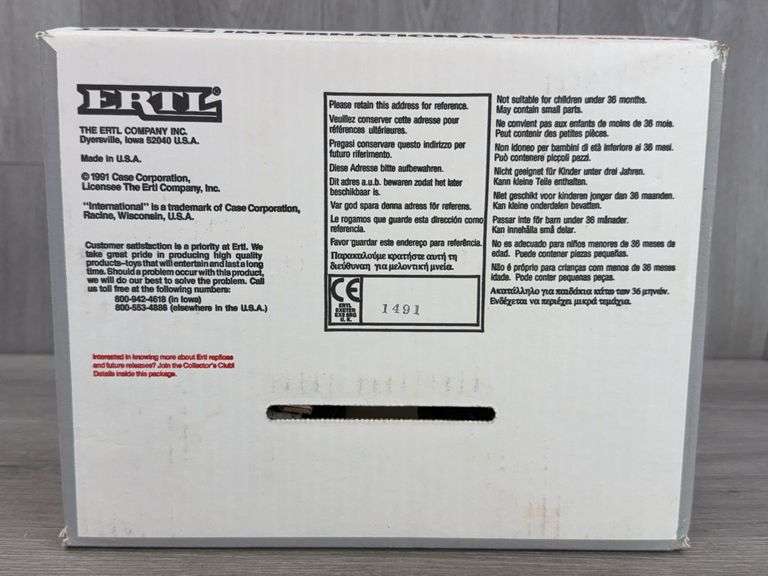 INTERNATIONAL
ERTL®
THE ERTL COMPANY INC.
Dyersville, Iowa 52040 U.S.A.
Made in U.S.A.
© 1991 Case Corporation,
Licensee The Ertl Company, Inc.
"International" is a trademark of Case Corporation,
Racine, Wisconsin, U.S.A.
Customer satisfaction is a priority at Ertl. We
take great pride in producing high quality
products–toys that will entertain and last a long
time. Should a problem occur with this product,
we will do our best to solve the problem. Call
us toll free at the following numbers:
800-942-4618 (in Iowa)
800-553-4886 (elsewhere in the U.S.A.)
Interested in knowing more about Ertl replicas
and future releases? Join the Collector's Club!
Details inside this package.
Please retain this address for reference.
Veuillez conserver cette adresse pour
références ultérieures.
Pregasi conservare questo indirizzo per
futuro riferimento.
Diese Adresse bitte aufbewahren.
Dit adres a.u.b. bewaren zodat het later
beschikbaar is.
Var god spara denna adress för referens.
Le rogamos que guarde esta dirección como
referencia.
Favor guardar este endereço para referência.
Παρακαλούμε κρατήστε αυτή τη
διεύθυνση για μελοντική μνεία.
CE
ERTL
EXETER
EX2 8RG
U. K.
1491
Not suitable for children under 36 months.
May contain small parts.
Ne convient pas aux enfants de moins de 36 mois.
Peut contenir des petites pièces.
Non idoneo per bambini di età inferiore ai 36 mesi.
Può contenere piccoli pezzi.
Nicht geeignet für Kinder unter drei Jahren.
Kann kleine Teile enthalten.
Niet geschikt voor kinderen jonger dan 36 maanden.
Kan kleine onderdelen bevatten.
Passar inte för barn under 36 månader.
Kan innehålla små delar.
No es adecuado para niños menores de 36 meses de
edad. Puede contener piezas pequeñas.
Não é próprio para crianças com menos de 36 meses
idade. Pode conter pequenas peças.
Ακατάλληλο για παιδάκια κάτω των 36 μηνών.
Ενδέχεται να περιέχει μικρά τεμάχια.